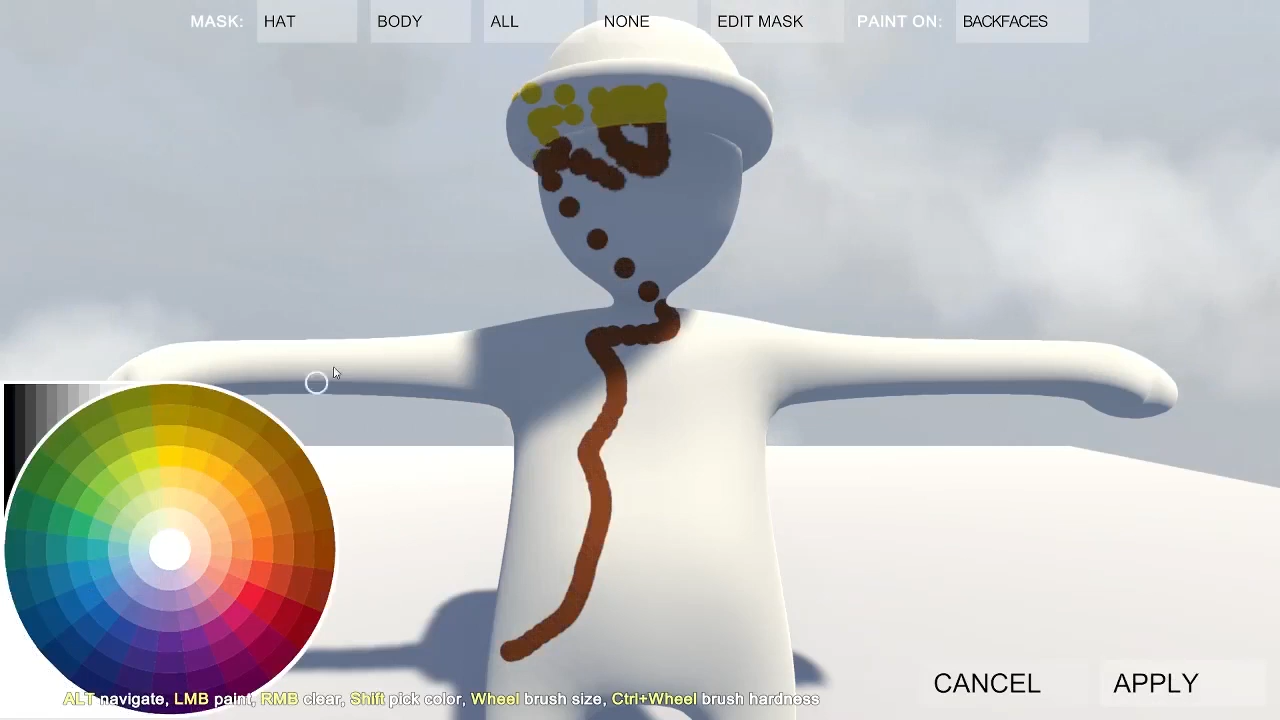 MASK: HAT BODY ALL NONE EDIT MASK PAINT ON: BACKFACES
CANCEL APPLY
ALT navigate, LMB paint, RMB clear, Shift pick color, Wheel brush size, Ctrl+Wheel brush hardness